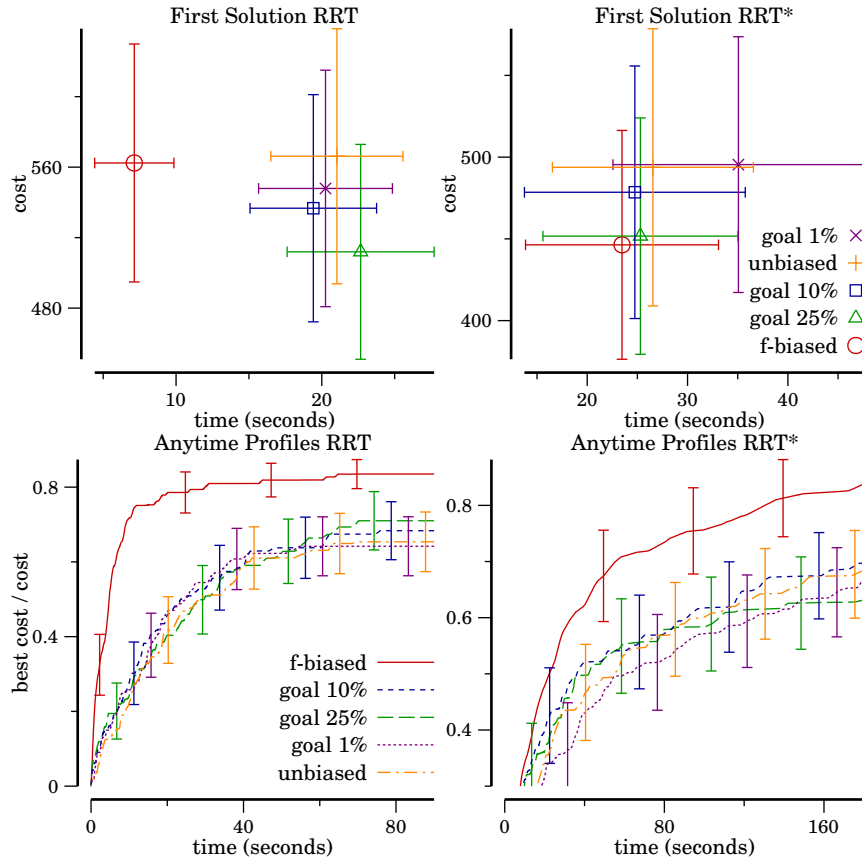 First Solution RRT
cost
560
480
10
20
time (seconds)
First Solution RRT*
cost
500
400
goal 1%
unbiased
goal 10%
goal 25%
f-biased
20
30
40
time (seconds)
Anytime Profiles RRT
best cost / cost
0.8
0.4
0
f-biased
goal 10%
goal 25%
goal 1%
unbiased
0
40
80
time (seconds)
Anytime Profiles RRT*
0.8
0.6
0.4
0
80
160
time (seconds)